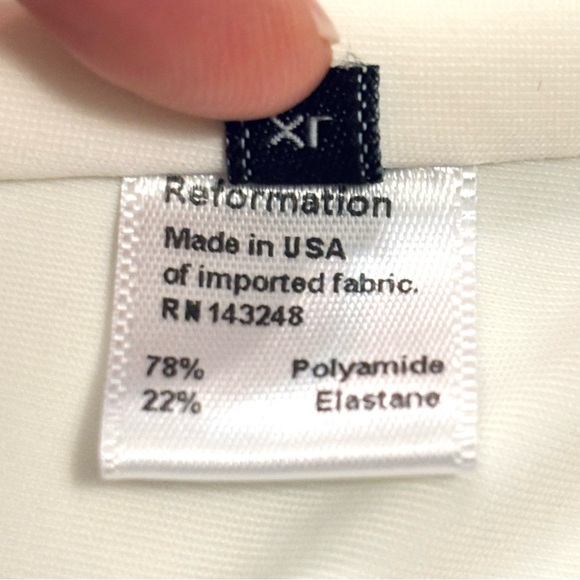 XL
Reformation
Made in USA
of imported fabric.
RN 143248
78% Polyamide
22% Elastane